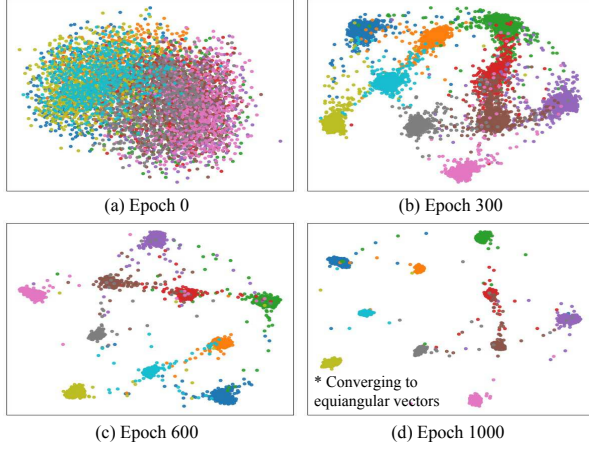 (a) Epoch 0
(b) Epoch 300
(c) Epoch 600
* Converging to
equiangular vectors
(d) Epoch 1000